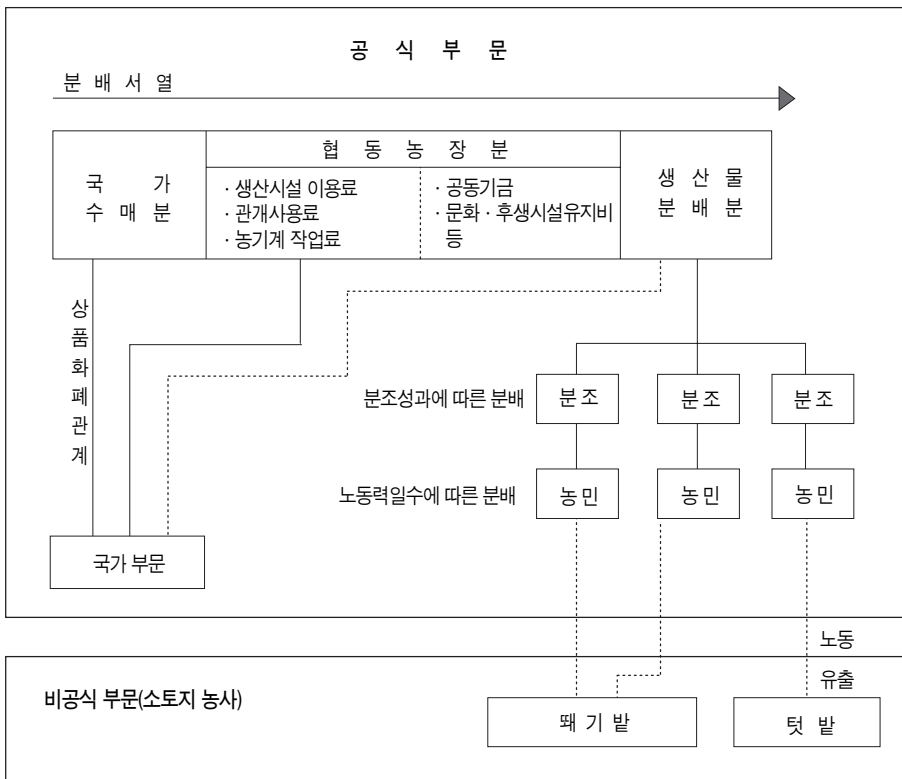 공 식 부 문
분 배 서 열
국 가
수 매 분
협 동 농 장 분
· 생산시설 이용료
· 관개사용료
· 농기계 작업료
· 공동기금
· 문화 · 후생시설유지비
등
생 산 물
분 배 분
상품화폐관계
분조성과에 따른 분배
분 조
분 조
분 조
노동력일수에 따른 분배
농 민
농 민
농 민
국가 부문
노동
유출
비공식 부문(소토지 농사)
뙈 기 밭
텃 밭